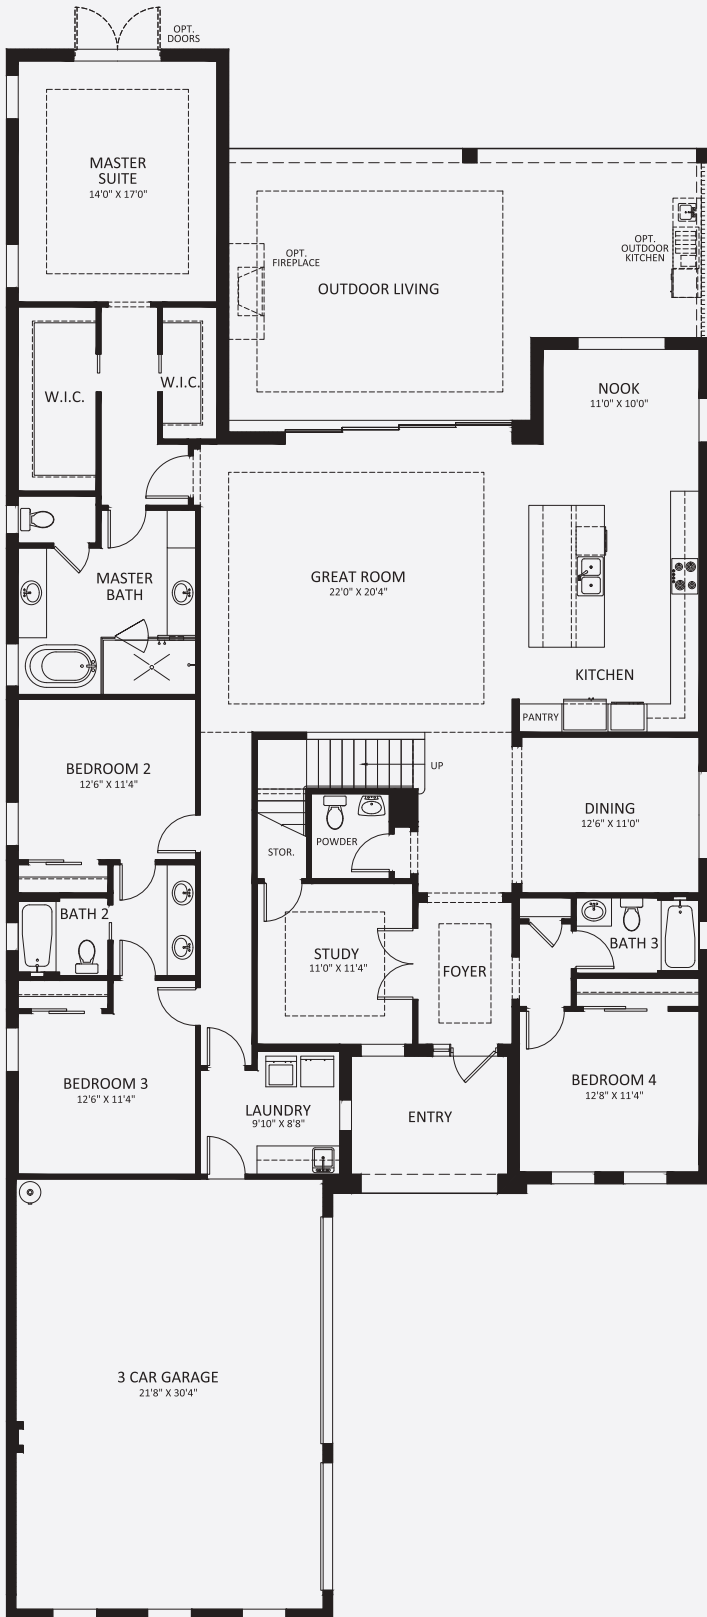 OPT.
DOORS
MASTER
SUITE
14'0" X 17'0"
OPT.
FIREPLACE
OPT.
OUTDOOR
KITCHEN
OUTDOOR LIVING
W.I.C.
W.I.C.
NOOK
11'0" X 10'0"
MASTER
BATH
GREAT ROOM
22'0" X 20'4"
KITCHEN
PANTRY
BEDROOM 2
12'6" X 11'4"
UP
DINING
12'6" X 11'0"
STOR.
POWDER
BATH 2
STUDY
11'0" X 11'4"
FOYER
BATH 3
BEDROOM 3
12'6" X 11'4"
LAUNDRY
9'10" X 8'8"
ENTRY
BEDROOM 4
12'8" X 11'4"
3 CAR GARAGE
21'8" X 30'4"